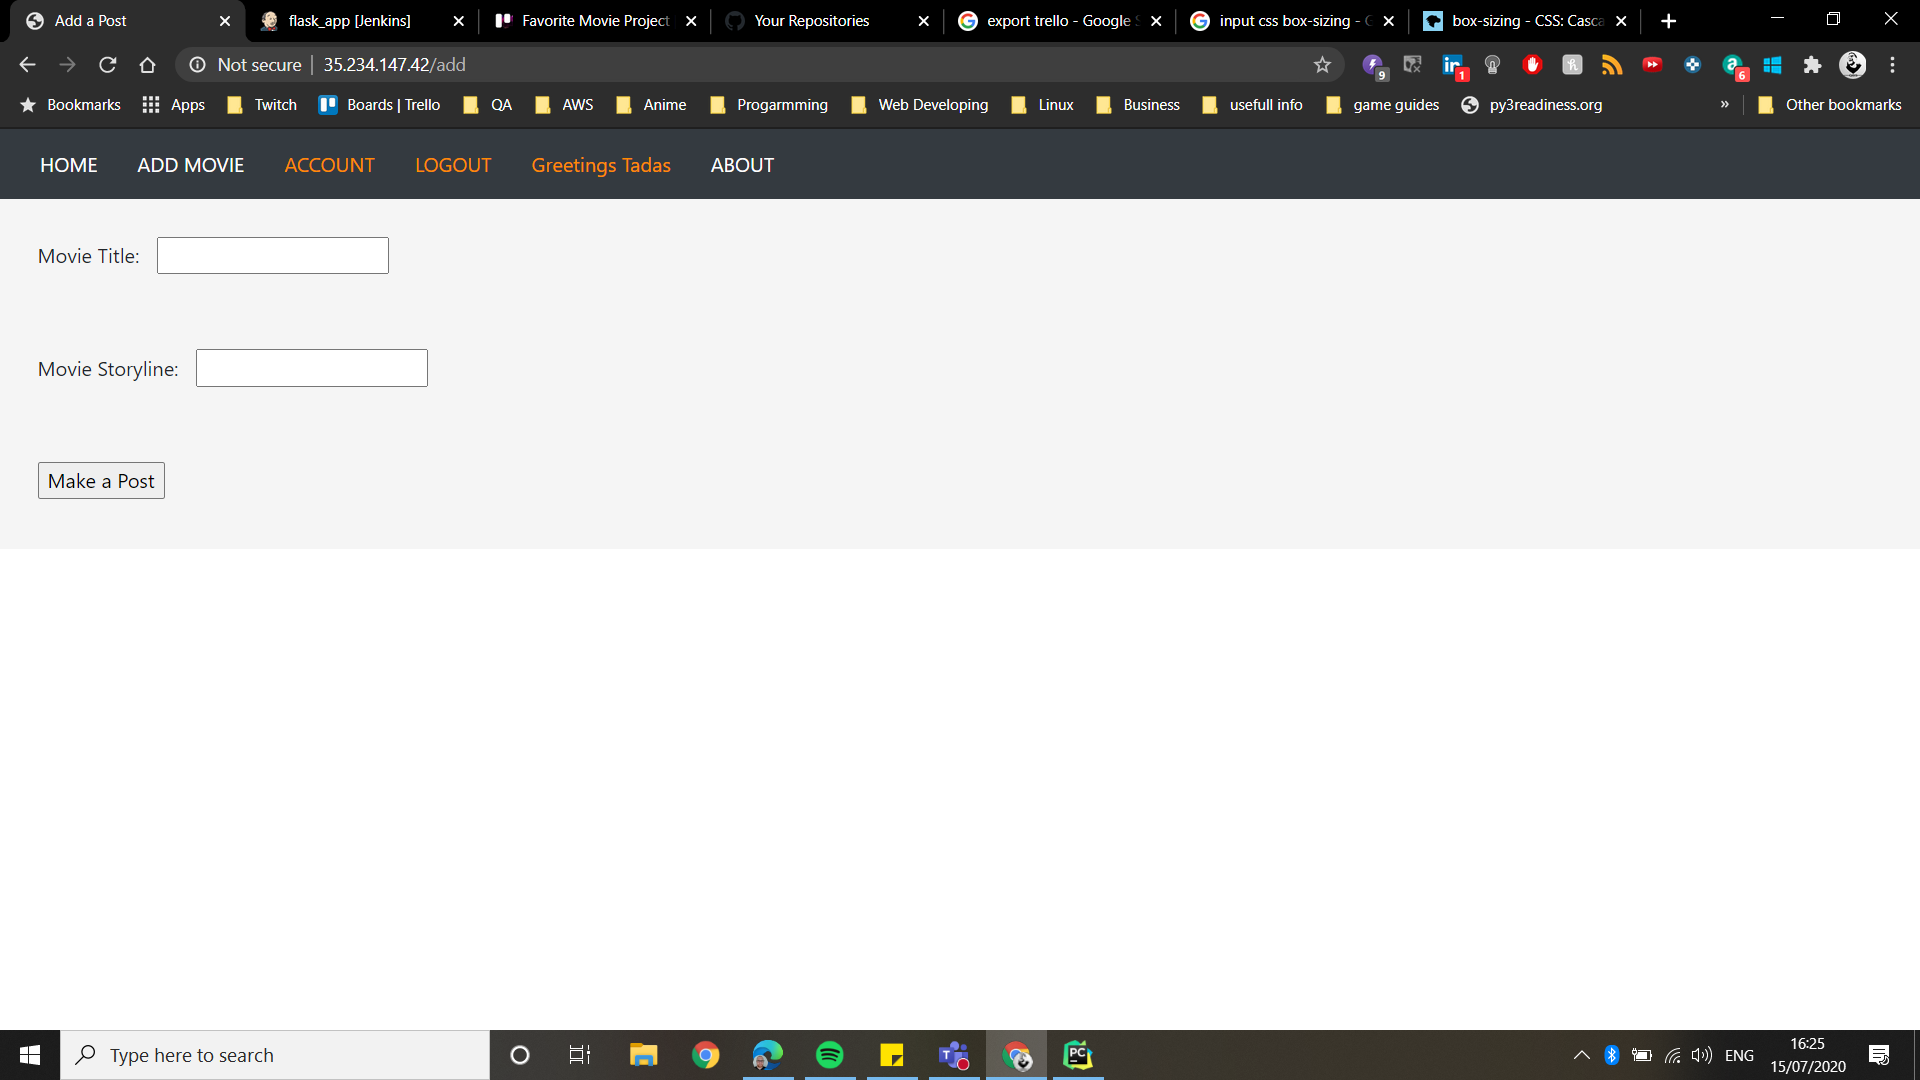 Add a Post
flask_app [Jenkins]
Favorite Movie Project
Your Repositories
export trello - Google
input css box-sizing -
box-sizing - CSS: Casca
Not secure 35.234.147.42/add
9 1 6
Bookmarks Apps Twitch Boards | Trello QA AWS Anime Progarmming Web Developing Linux Business usefull info game guides py3readiness.org » Other bookmarks
HOME ADD MOVIE ACCOUNT LOGOUT Greetings Tadas ABOUT
Movie Title:
Movie Storyline:
Make a Post
Type here to search
ENG
16:25
15/07/2020